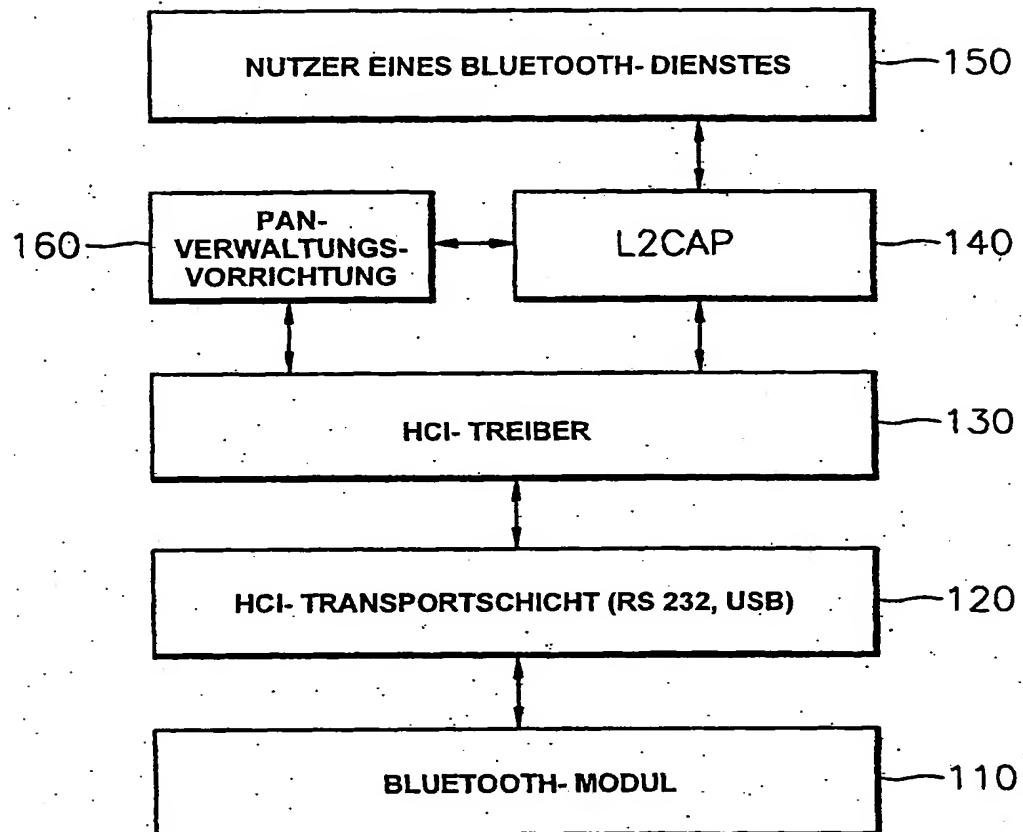 NUTZER EINES BLUETOOTH- DIENSTES
150
PAN-
VERWALTUNGS-
VORRICHTUNG
160
L2CAP
140
HCI- TREIBER
130
HCI- TRANSPORTSCHICHT (RS 232, USB)
120
BLUETOOTH- MODUL
110